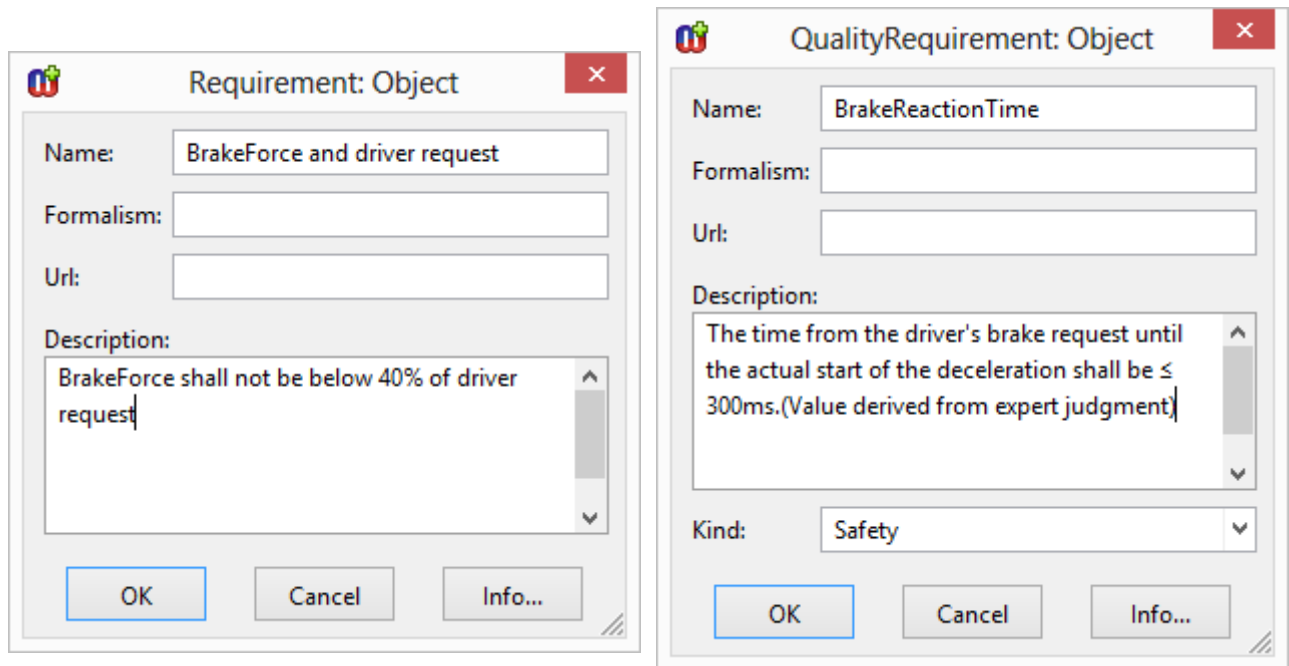 Requirement: Object
Name:
BrakeForce and driver request
Formalism:
Url:
Description:
BrakeForce shall not be below 40% of driver
request
OK
Cancel
Info...
QualityRequirement: Object
Name:
BrakeReactionTime
Formalism:
Url:
Description:
The time from the driver's brake request until
the actual start of the deceleration shall be ≤
300ms.(Value derived from expert judgment)
Kind:
Safety
OK
Cancel
Info...